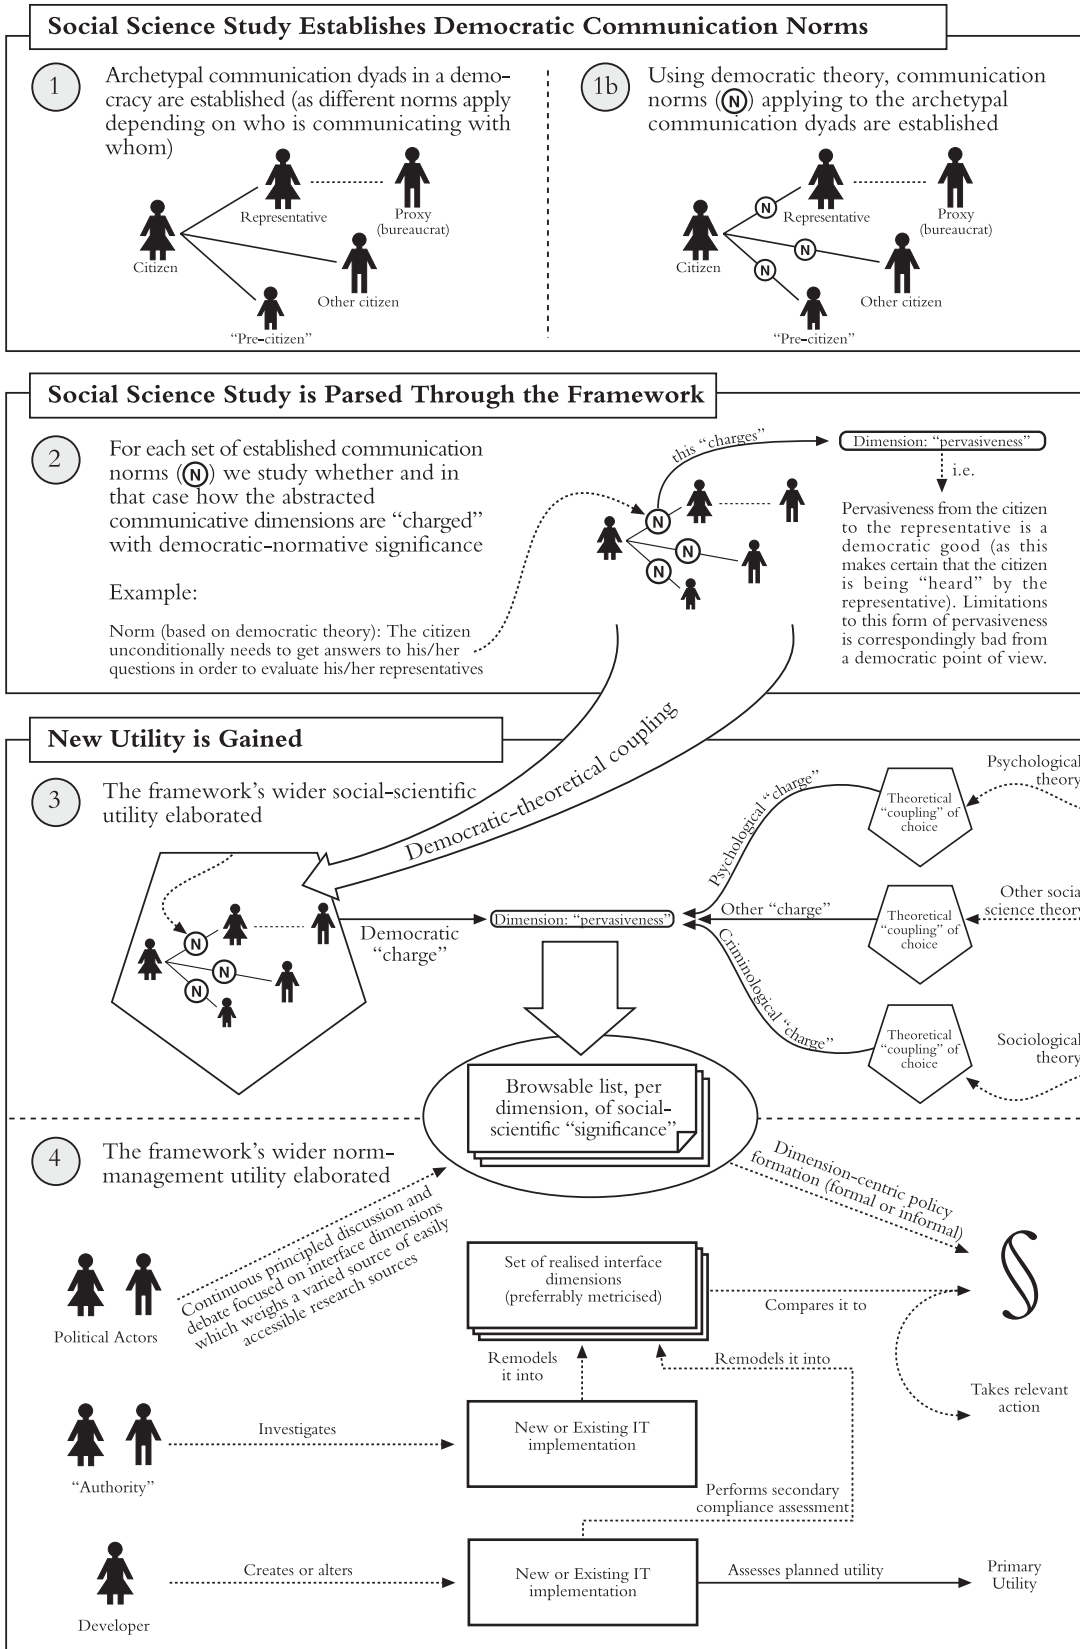 Social Science Study Establishes Democratic Communication Norms
1
Archetypal communication dyads in a demo-
cracy are established (as different norms apply
depending on who is communicating with
whom)
Representative
Proxy
(bureaucrat)
Citizen
Other citizen
“Pre-citizen”
1b
Using democratic theory, communication
norms (N) applying to the archetypal
communication dyads are established
N
Representative
Proxy
(bureaucrat)
N
Citizen
N
Other citizen
“Pre-citizen”
Social Science Study is Parsed Through the Framework
2
For each set of established communication
norms (N) we study whether and in
that case how the abstracted
communicative dimensions are “charged”
with democratic-normative significance
Example:
Norm (based on democratic theory): The citizen
unconditionally needs to get answers to his/her
questions in order to evaluate his/her representatives
this “charges”
N
N
N
Dimension: “pervasiveness”
i.e.
Pervasiveness from the citizen
to the representative is a
democratic good (as this
makes certain that the citizen
is being “heard” by the
representative). Limitations
to this form of pervasiveness
is correspondingly bad from
a democratic point of view.
Democratic-theoretical coupling
New Utility is Gained
3
The framework’s wider social-scientific
utility elaborated
N
N
N
Democratic
“charge”
Dimension: “pervasiveness”
Psychological “charge”
Other “charge”
Criminological “charge”
Theoretical
“coupling” of
choice
Psychological
theory
Theoretical
“coupling” of
choice
Other socia
science theory
Theoretical
“coupling” of
choice
Sociological
theory
Browsable list, per
dimension, of social-
scientific “significance”
4
The framework’s wider norm-
management utility elaborated
Continuous principled discussion and
debate focused on interface dimensions
which weighs a varied source of easily
accessible research sources
Dimension-centric policy
formation (formal or informal)
§
Political Actors
Set of realised interface
dimensions
(preferrably metricised)
Compares it to
Takes relevant
action
Remodels
it into
Remodels it into
“Authority”
Investigates
New or Existing IT
implementation
Performs secondary
compliance assessment
Developer
Creates or alters
New or Existing IT
implementation
Assesses planned utility
Primary
Utility